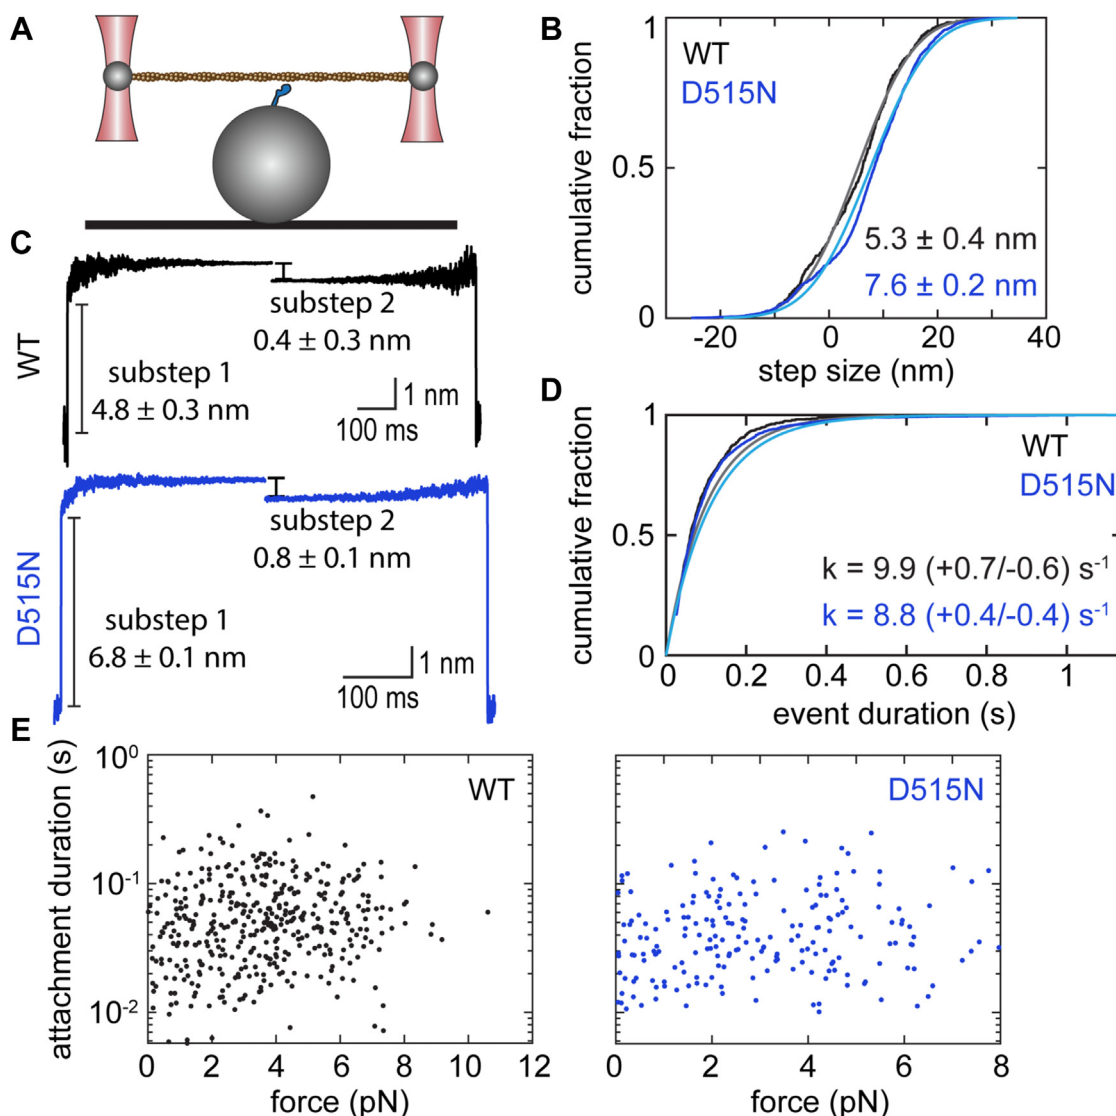 A
B
1
WT
D515N
cumulative fraction
0.5
5.3 ± 0.4 nm
7.6 ± 0.2 nm
0
-20
0
20
40
step size (nm)
C
WT
substep 2
0.4 ± 0.3 nm
substep 1
4.8 ± 0.3 nm
1 nm
100 ms
D515N
substep 2
0.8 ± 0.1 nm
substep 1
6.8 ± 0.1 nm
1 nm
100 ms
D
1
WT
D515N
cumulative fraction
0.5
k = 9.9 (+0.7/-0.6) s⁻¹
k = 8.8 (+0.4/-0.4) s⁻¹
0
0
0.2
0.4
0.6
0.8
1
event duration (s)
E
attachment duration (s)
10⁰
10⁻¹
10⁻²
WT
0
2
4
6
8
10
12
force (pN)
D515N
0
2
4
6
8
force (pN)